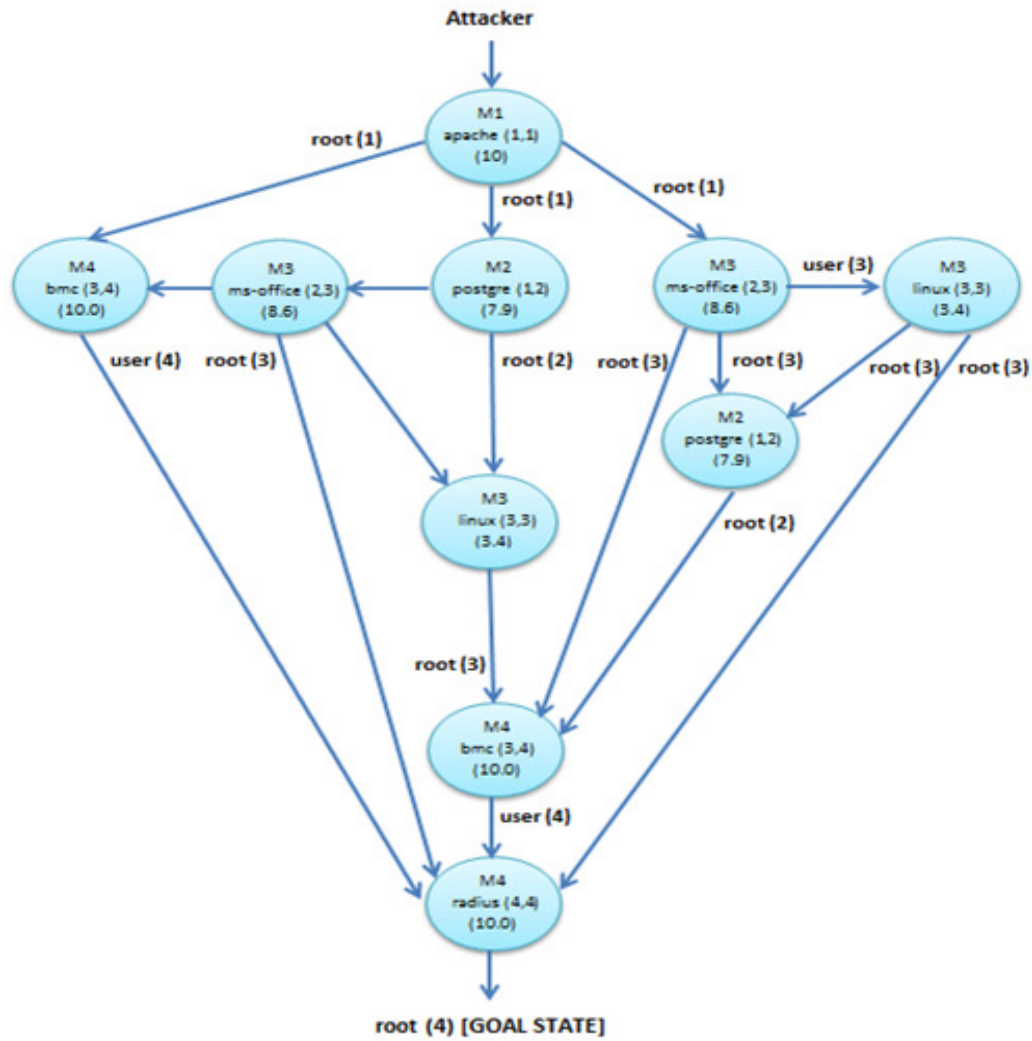 Attacker
M1
apache (1,1)
(10)
root (1)
root (1)
root (1)
M4
bmc (3,4)
(10.0)
M3
ms-office (2,3)
(8.6)
M2
postgre (1,2)
(7.9)
M3
ms-office (2,3)
(8.6)
user (3)
M3
linux (3,3)
(3.4)
user (4)
root (3)
root (2)
root (3)
root (3)
root (3)
root (3)
M2
postgre (1,2)
(7.9)
M3
linux (3,3)
(3.4)
root (2)
root (3)
M4
bmc (3,4)
(10.0)
user (4)
M4
radius (4,4)
(10.0)
root (4) [GOAL STATE]